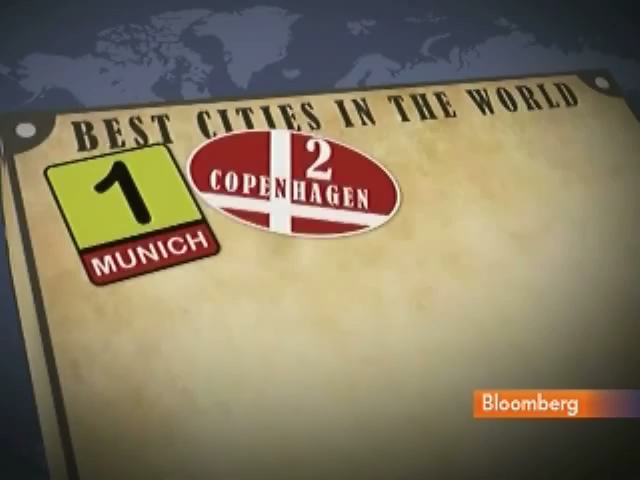 BEST CITIES IN THE WORLD
1
MUNICH
2
COPENHAGEN
Bloomberg